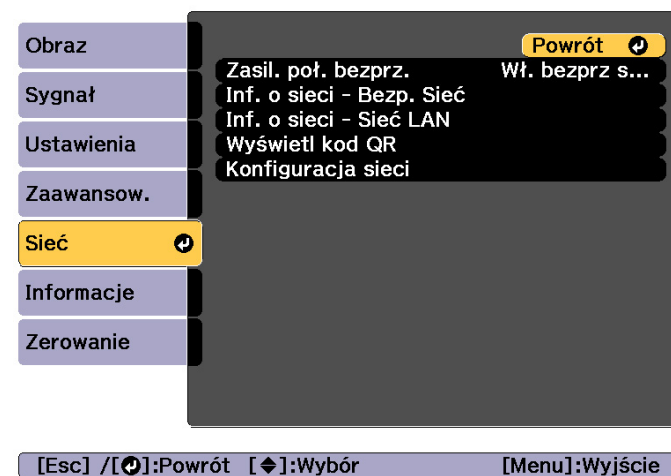 Obraz
Sygnał
Ustawienia
Zaawansow.
Sieć
Informacje
Zerowanie
Powrót
Zasil. poł. bezprz. Wł. bezprz s...
Inf. o sieci - Bezp. Sieć
Inf. o sieci - Sieć LAN
Wyświetl kod QR
Konfiguracja sieci
[Esc] /[⏎]:Powrót [◆]:Wybór [Menu]:Wyjście